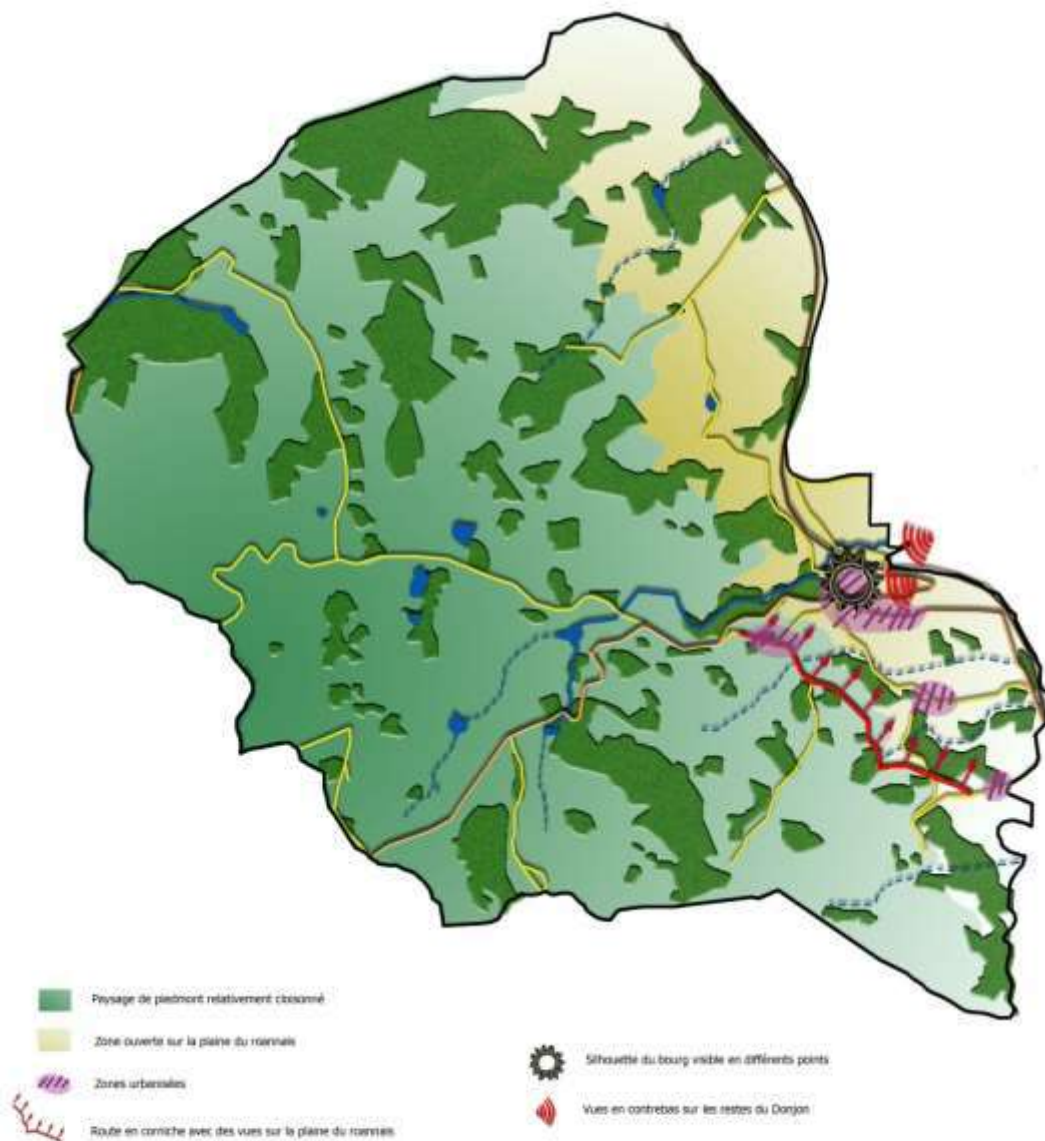 Paysage de piedmont relativement cloisonné
Zone ouverte sur la plaine du roannais
Zones urbanisées
Route en corniche avec des vues sur la plaine du roannais
Silhouette du bourg visible en différents points
Vues en contrebas sur les restes du Donjon